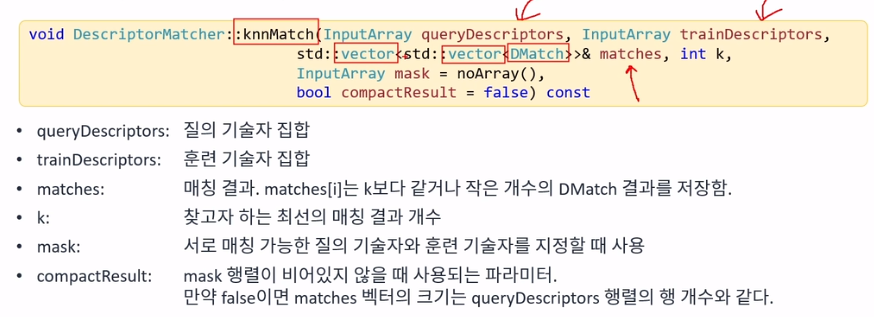 void DescriptorMatcher::knnMatch(InputArray queryDescriptors, InputArray trainDescriptors,
std::vector<std::vector<DMatch>>& matches, int k,
InputArray mask = noArray(),
bool compactResult = false) const
• queryDescriptors: 질의 기술자 집합
• trainDescriptors: 훈련 기술자 집합
• matches: 매칭 결과. matches[i]는 k보다 같거나 작은 개수의 DMatch 결과를 저장함.
• k: 찾고자 하는 최선의 매칭 결과 개수
• mask: 서로 매칭 가능한 질의 기술자와 훈련 기술자를 지정할 때 사용
• compactResult: mask 행렬이 비어있지 않을 때 사용되는 파라미터.
만약 false이면 matches 벡터의 크기는 queryDescriptors 행렬의 행 개수와 같다.